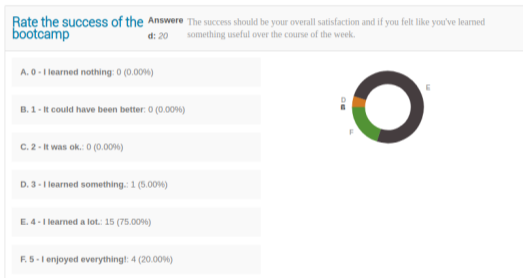 Rate the success of the
bootcamp
Answere
d: 20
The success should be your overall satisfaction and if you felt like you've learned
something useful over the course of the week.
A. 0 - I learned nothing: 0 (0.00%)
B. 1 - It could have been better: 0 (0.00%)
C. 2 - It was ok.: 0 (0.00%)
D. 3 - I learned something.: 1 (5.00%)
E. 4 - I learned a lot.: 15 (75.00%)
F. 5 - I enjoyed everything!: 4 (20.00%)
E
D
F